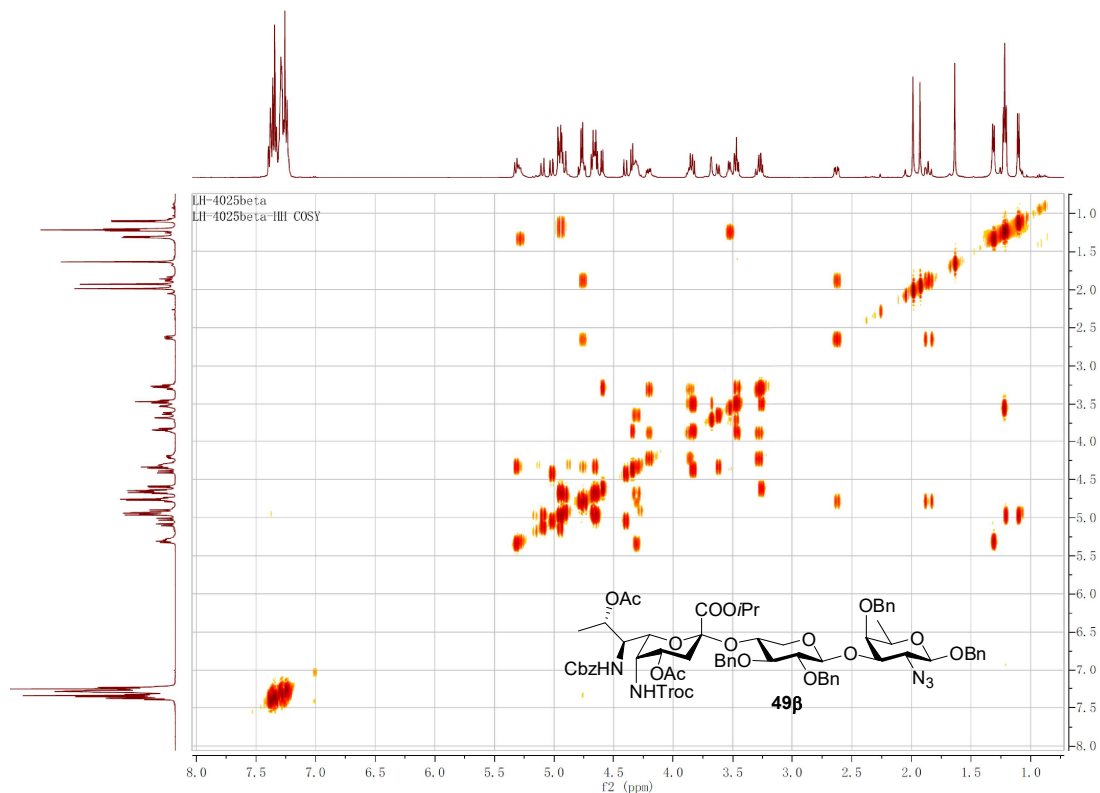 LH-4025beta
LH-4025beta-HH COSY
1.0
1.5
2.0
2.5
3.0
3.5
4.0
4.5
5.0
5.5
6.0
6.5
7.0
7.5
8.0
OAc
COOiPr
OBn
O
O
O
O
O
OBn
CbzHN
OAc
BnO
OBn
N3
NHTroc
49β
8.0 7.5 7.0 6.5 6.0 5.5 5.0 4.5 4.0 3.5 3.0 2.5 2.0 1.5 1.0
f2 (ppm)